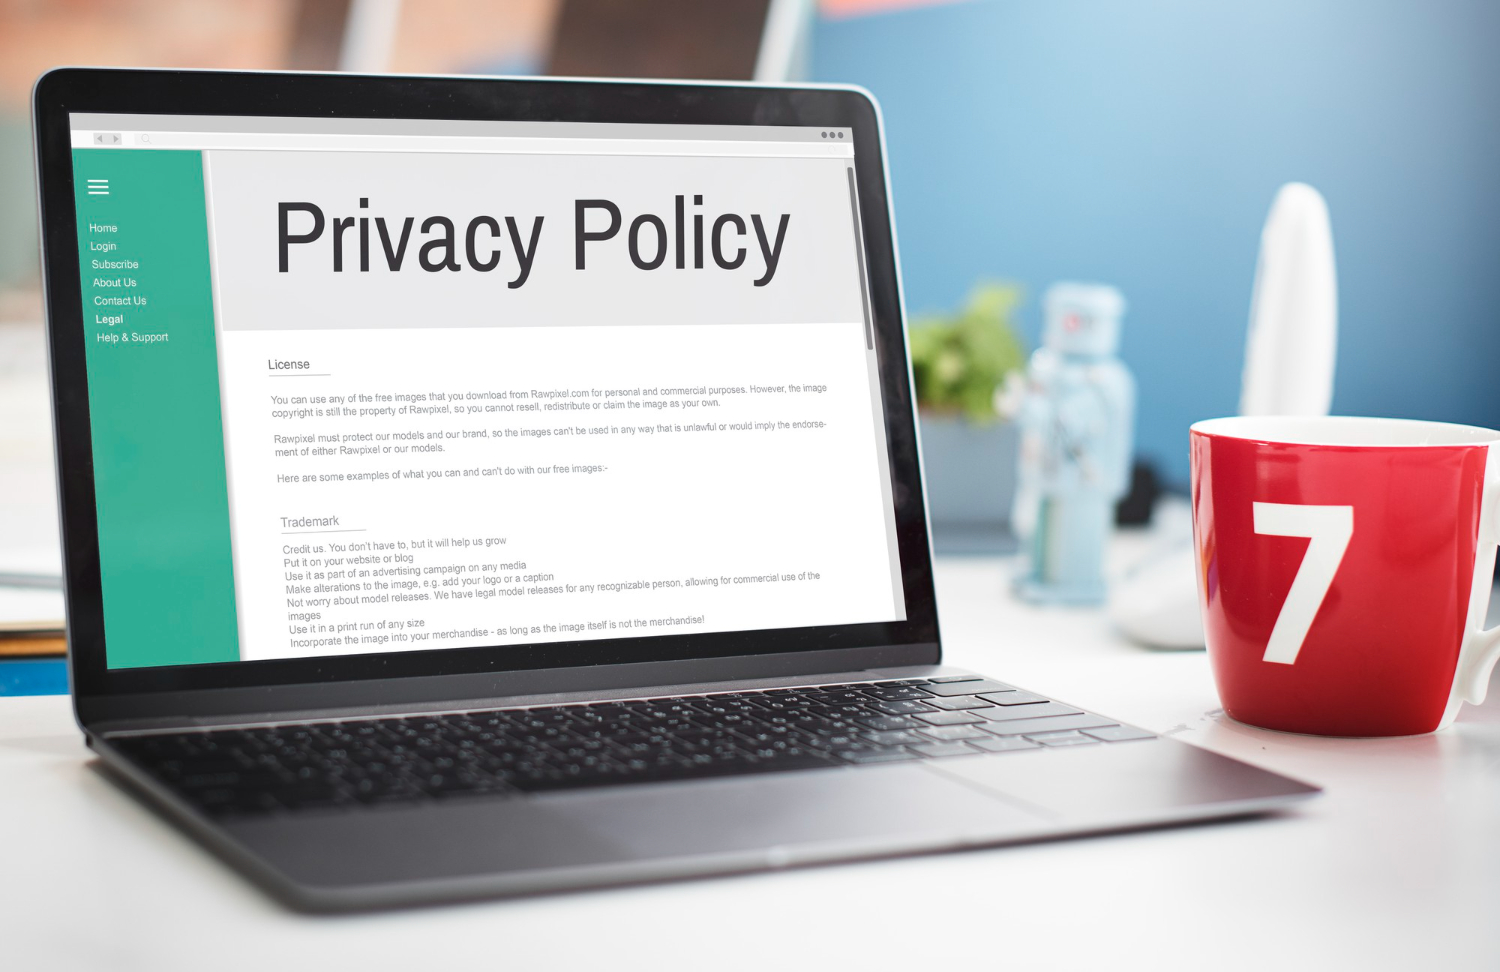 Home
Login
Subscribe
About Us
Contact Us
Legal
Help & Support
Privacy Policy
License
You can use any of the free images that you download from Rawpixel.com for personal and commercial purposes. However, the image
copyright is still the property of Rawpixel, so you cannot resell, redistribute or claim the image as your own.
Rawpixel must protect our models and our brand, so the images can't be used in any way that is unlawful or would imply the endorse-
ment of either Rawpixel or our models.
Here are some examples of what you can and can't do with our free images:-
Trademark
Credit us. You don't have to, but it will help us grow
Put it on your website or blog
Use it as part of an advertising campaign on any media
Make alterations to the image, e.g. add your logo or a caption
Not worry about model releases. We have legal model releases for any recognizable person, allowing for commercial use of the
images
Use it in a print run of any size
Incorporate the image into your merchandise - as long as the image itself is not the merchandise!
7